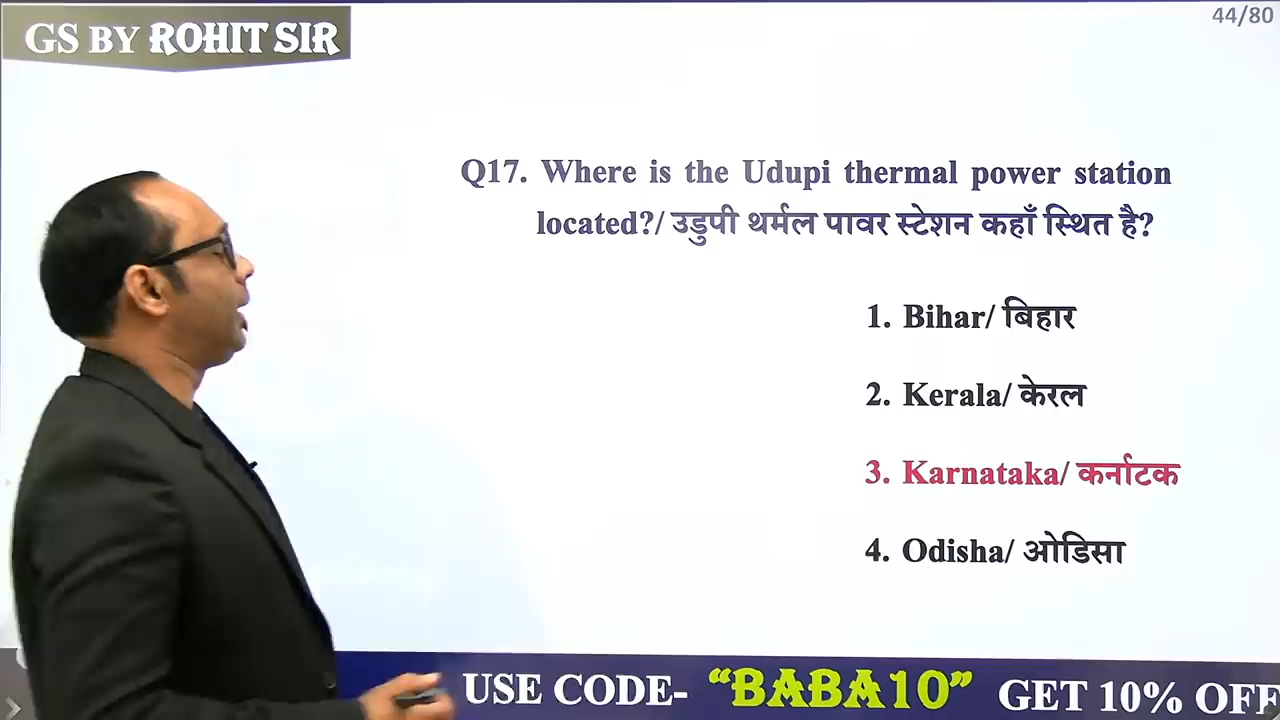 GS BY ROHIT SIR
44/80
Q17. Where is the Udupi thermal power station
located?/ उडुपी थर्मल पावर स्टेशन कहाँ स्थित है?
1. Bihar/ बिहार
2. Kerala/ केरल
3. Karnataka/ कर्नाटक
4. Odisha/ ओडिसा
USE CODE- “BABA10” GET 10% OFF